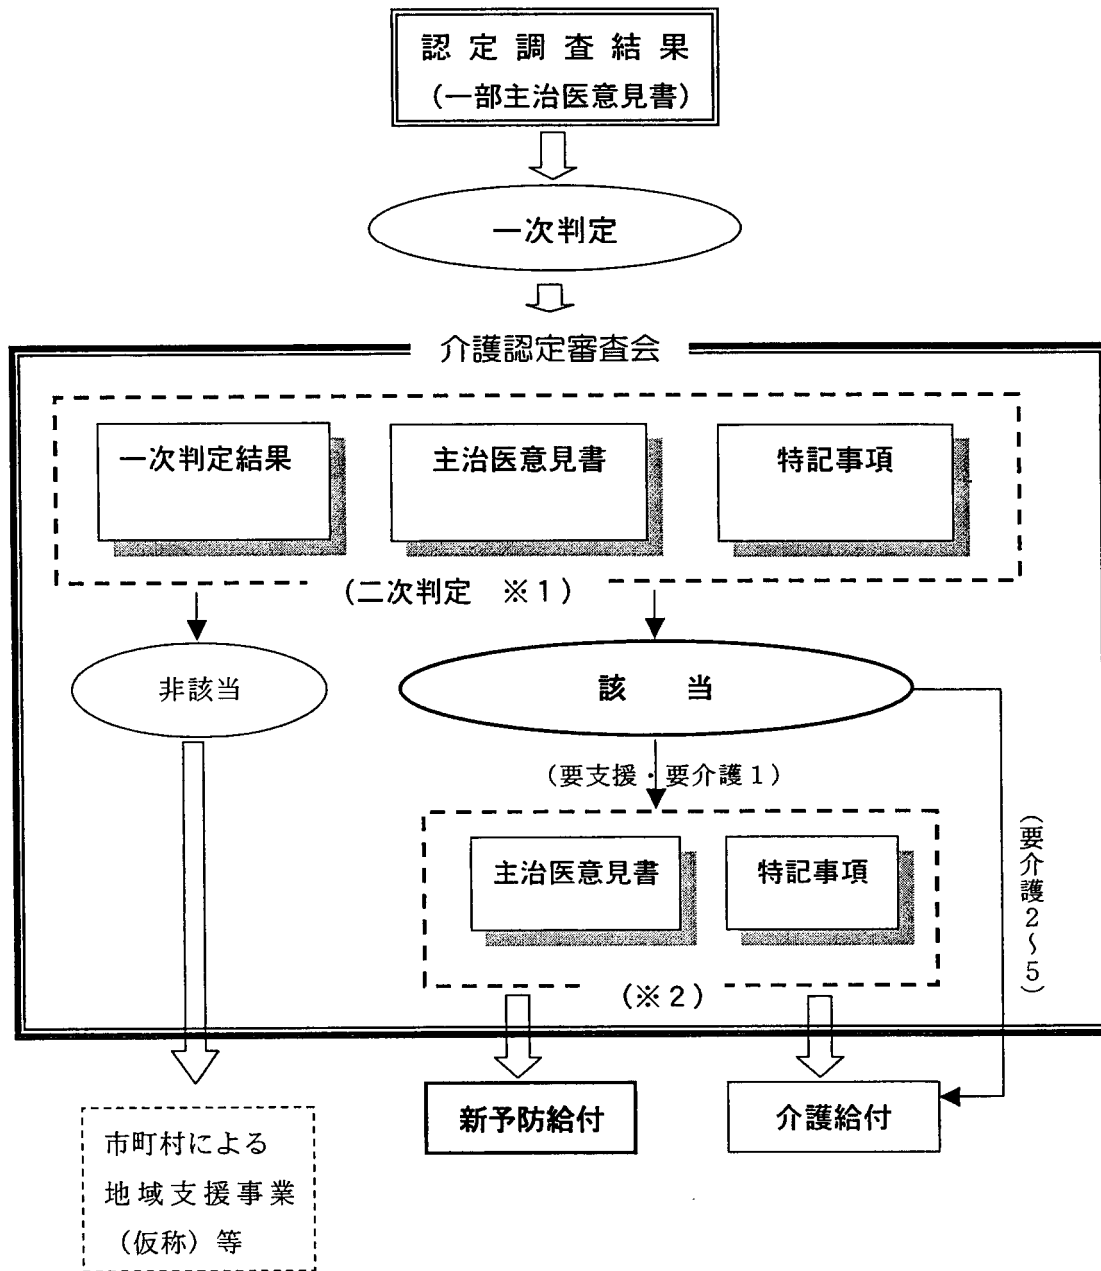 認定調査結果
(一部主治医意見書)
一次判定
介護認定審査会
一次判定結果
主治医意見書
特記事項
(二次判定 ※1)
非該当
該当
(要支援・要介護1)
主治医意見書
特記事項
(要介護2~5)
(※2)
新予防給付
介護給付
市町村による
地域支援事業
(仮称)等